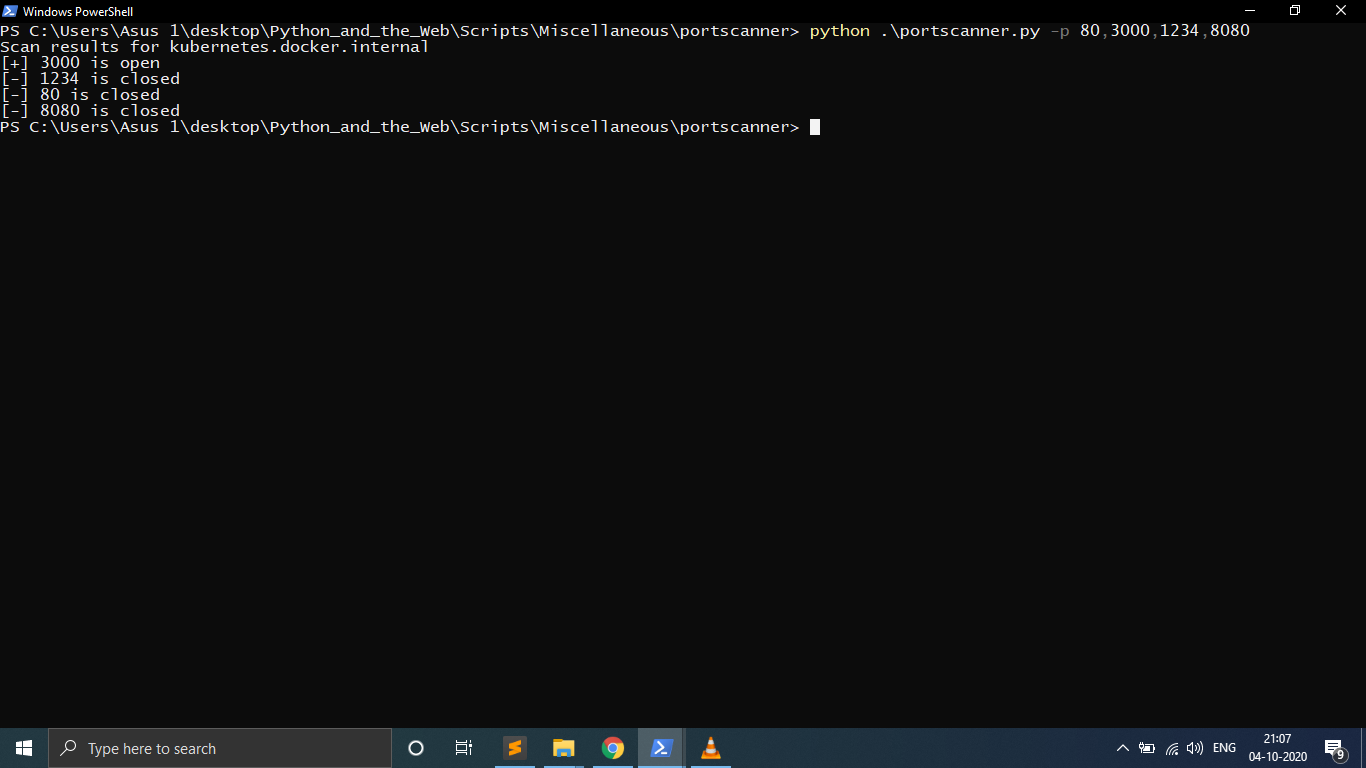 Windows PowerShell
PS C:\Users\Asus 1\desktop\Python_and_the_Web\Scripts\Miscellaneous\portscanner> python .\portscanner.py -p 80,3000,1234,8080
Scan results for kubernetes.docker.internal
[+] 3000 is open
[-] 1234 is closed
[-] 80 is closed
[-] 8080 is closed
PS C:\Users\Asus 1\desktop\Python_and_the_Web\Scripts\Miscellaneous\portscanner>
Type here to search
ENG
21:07
04-10-2020
9